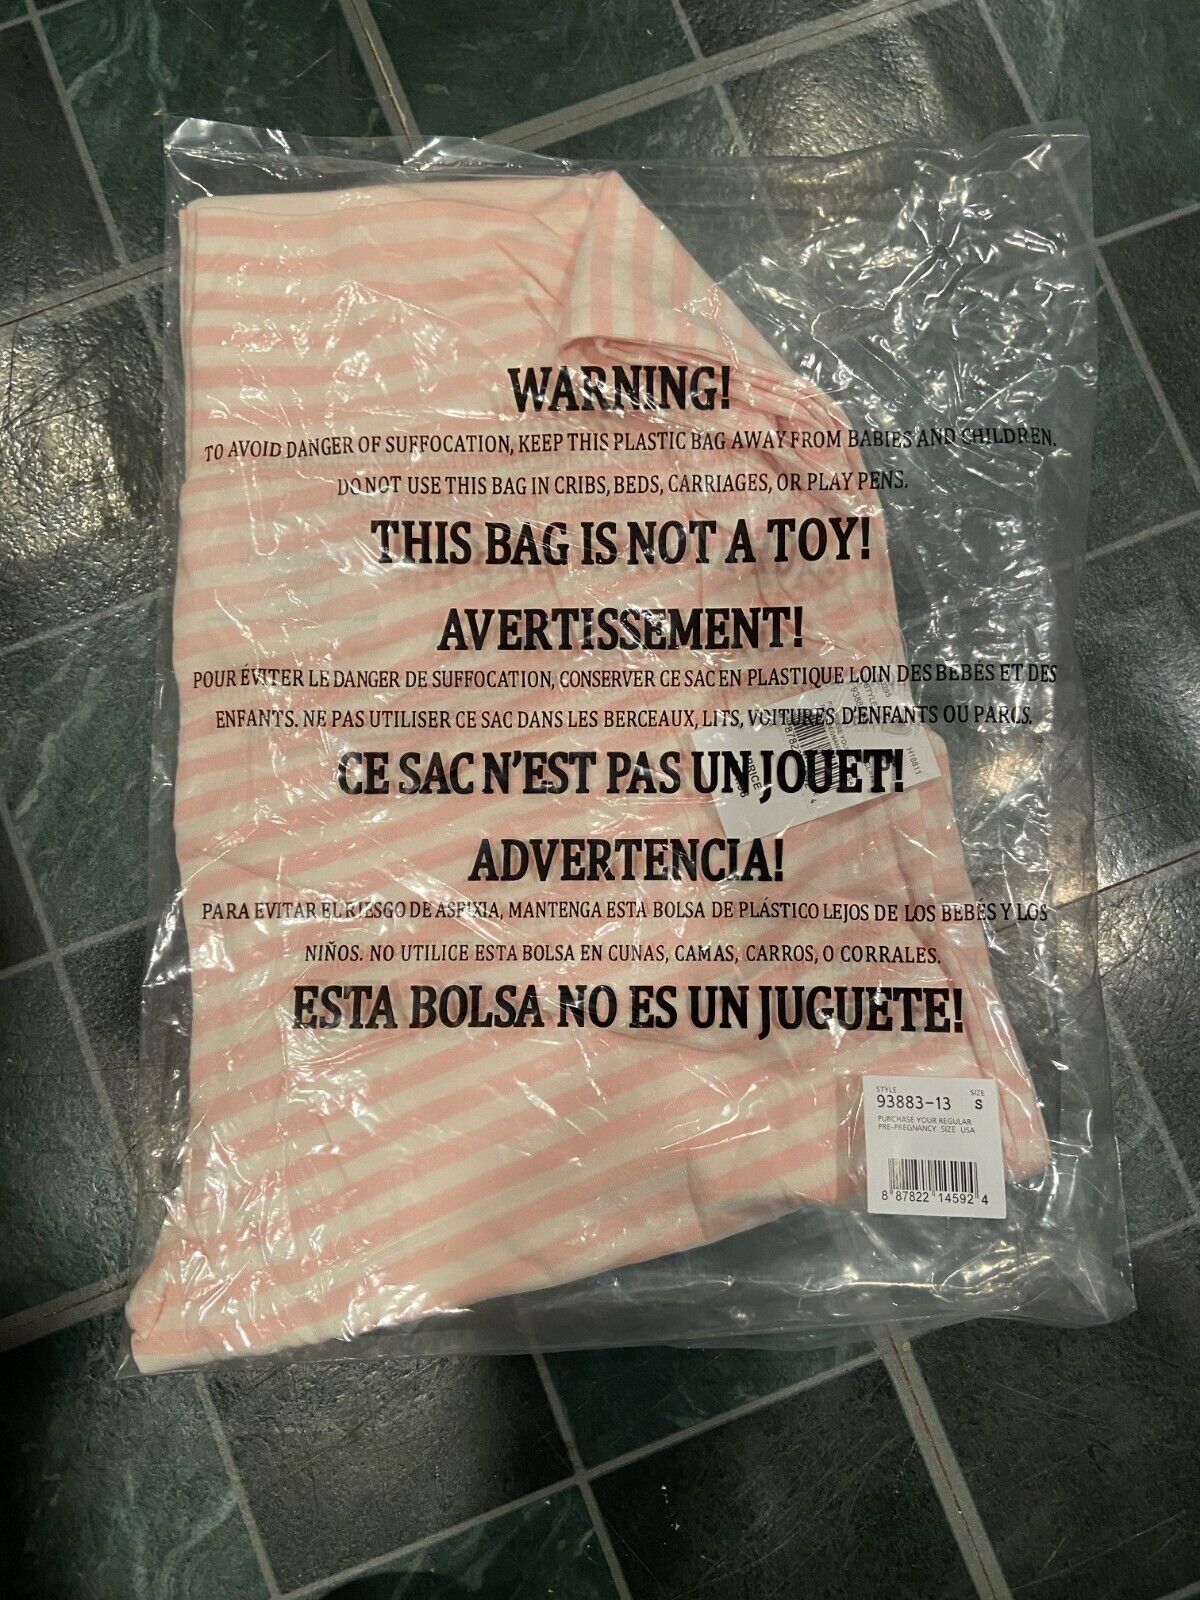 WARNING!
TO AVOID DANGER OF SUFFOCATION, KEEP THIS PLASTIC BAG AWAY FROM BABIES AND CHILDREN.
DO NOT USE THIS BAG IN CRIBS, BEDS, CARRIAGES, OR PLAY PENS.
THIS BAG IS NOT A TOY!
AVERTISSEMENT!
POUR ÉVITER LE DANGER DE SUFFOCATION, CONSERVER CE SAC EN PLASTIQUE LOIN DES BÉBÉS ET DES
ENFANTS. NE PAS UTILISER CE SAC DANS LES BERCEAUX, LITS, VOITURES D'ENFANTS OU PARCS.
CE SAC N'EST PAS UN JOUET!
PRICE
H18811
ADVERTENCIA!
PARA EVITAR EL RIESGO DE ASFIXIA, MANTENGA ESTA BOLSA DE PLÁSTICO LEJOS DE LOS BEBÉS Y LOS
NIÑOS. NO UTILICE ESTA BOLSA EN CUNAS, CAMAS, CARROS, O CORRALES.
ESTA BOLSA NO ES UN JUGUETE!
STYLE SIZE
93883-13 S
PURCHASE YOUR REGULAR
PRE-PREGNANCY SIZE USA
8 87822 14592 4